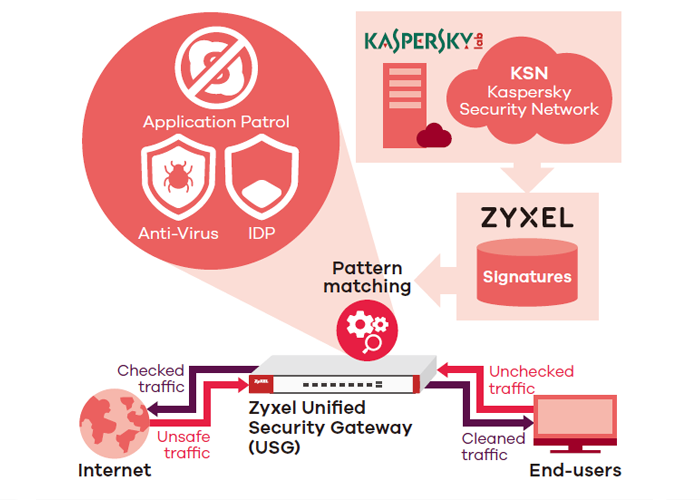 KASPERSKY lab
KSN
Kaspersky
Security Network
Application Patrol
Anti-Virus
IDP
ZYXEL
Signatures
Pattern
matching
Checked
traffic
Unsafe
traffic
ZyXEL
Unchecked
traffic
Cleaned
traffic
Zyxel Unified
Security Gateway
(USG)
Internet
End-users